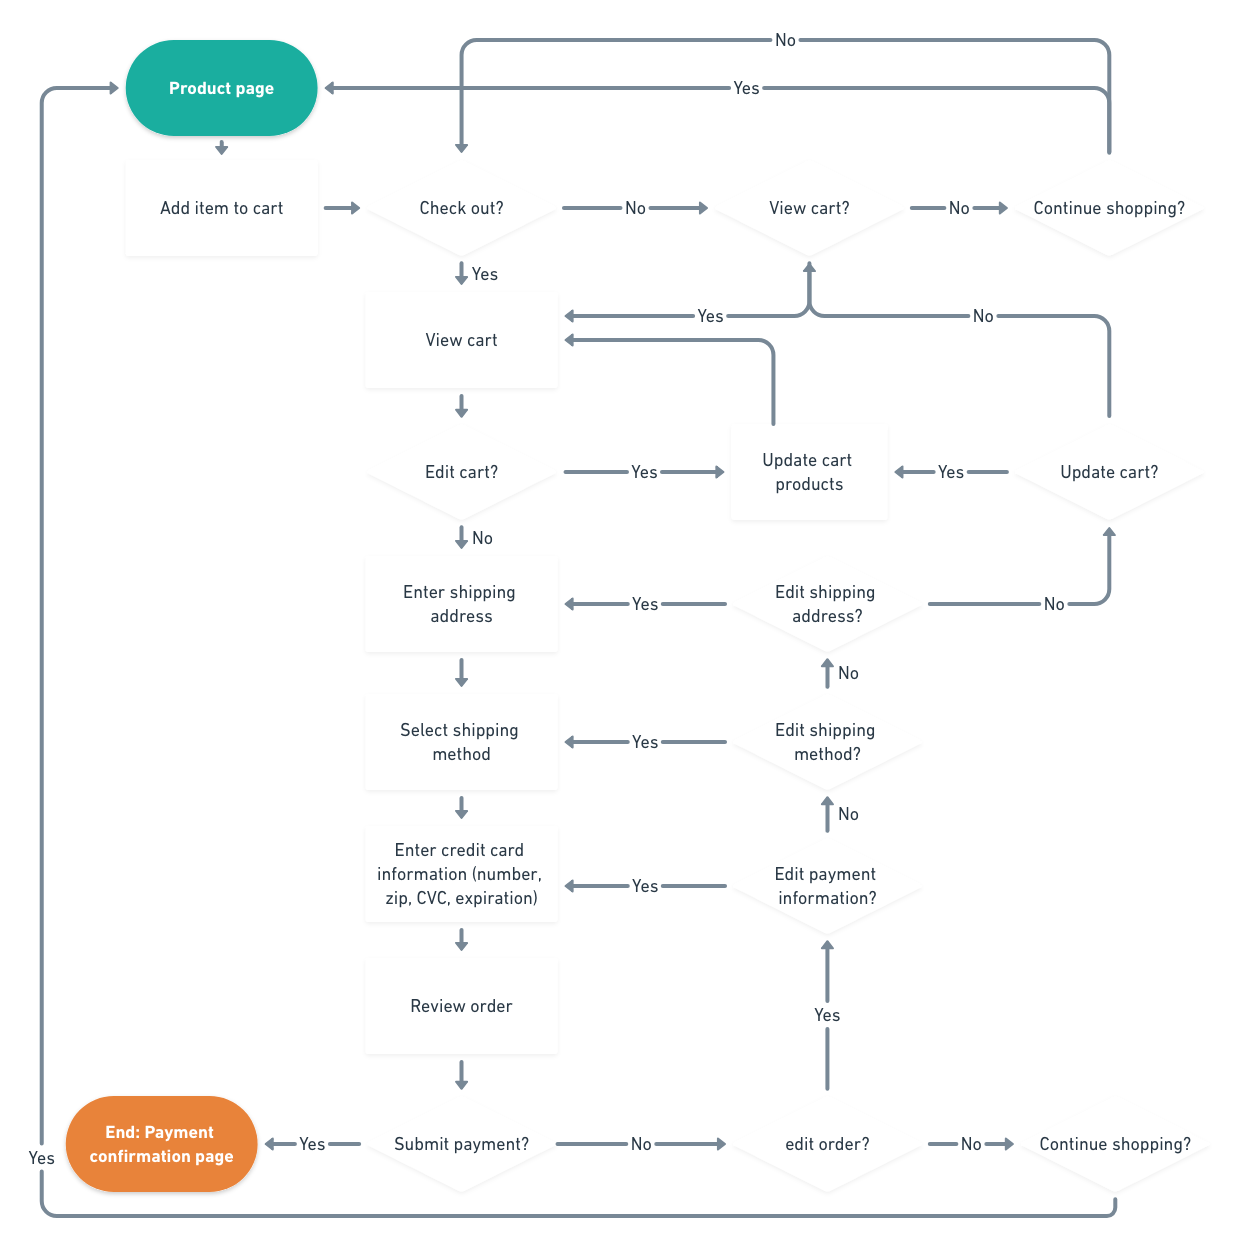 No
Product page
Yes
Add item to cart
Check out?
No
View cart?
No
Continue shopping?
Yes
View cart
Yes
No
Edit cart?
Yes
Update cart
products
Yes
Update cart?
No
Enter shipping
address
Yes
Edit shipping
address?
No
No
Select shipping
method
Yes
Edit shipping
method?
No
Enter credit card
information (number,
zip, CVC, expiration)
Yes
Edit payment
information?
Review order
Yes
End: Payment
confirmation page
Yes
Submit payment?
No
edit order?
No
Continue shopping?
Yes